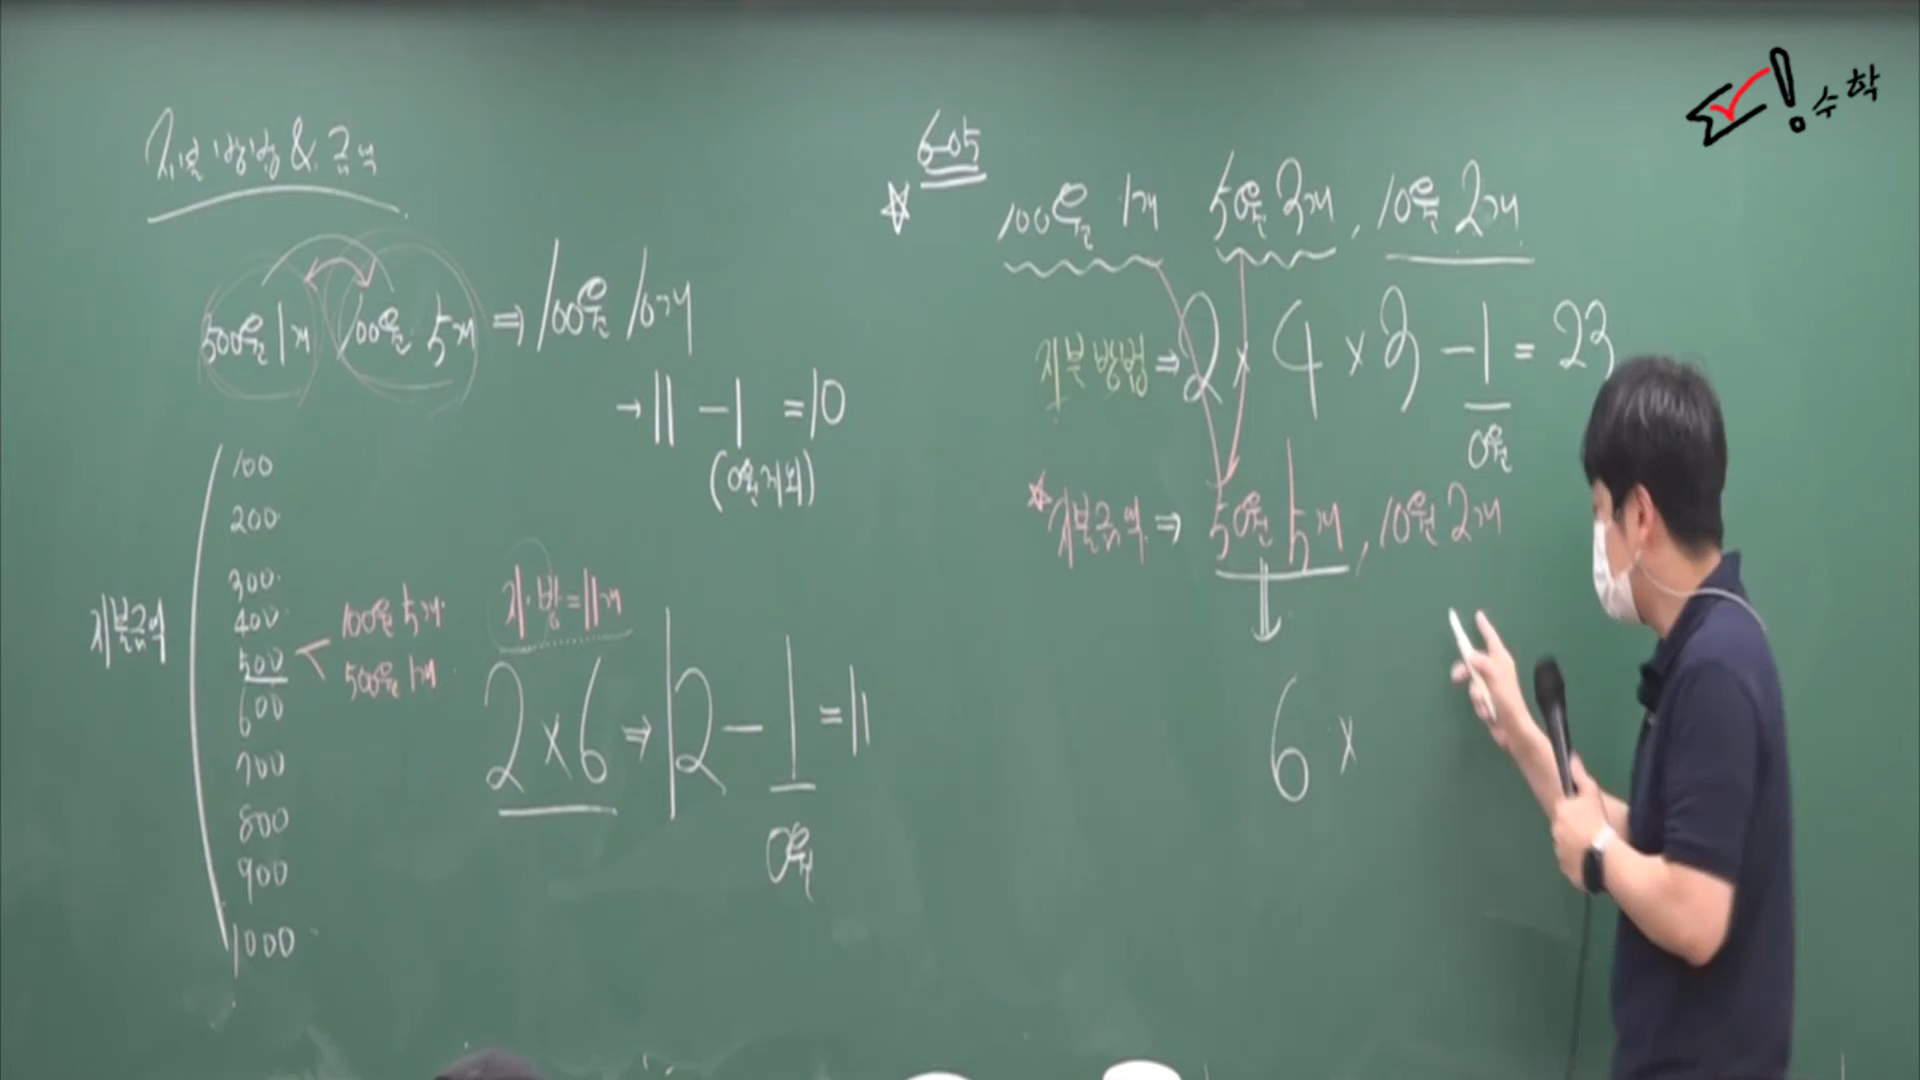 지불방법 & 금액
500원 1개 100원 5개 ⇒ 100원 10개
→ 11 - 1 = 10
(0원 제외)
지불금액
100
200
300
400
500
600
700
800
900
1000
100원 5개
500원 1개
지·방 = 11개
2 × 6 ⇒ 12 - 1 = 11
0원
☆
100원 1개 50원 3개, 10원 2개
지불방법 ⇒ 2 × 4 × 3 - 1 = 23
0원
☆지불금액 ⇒ 50원 5개, 10원 2개
6 ×
수학